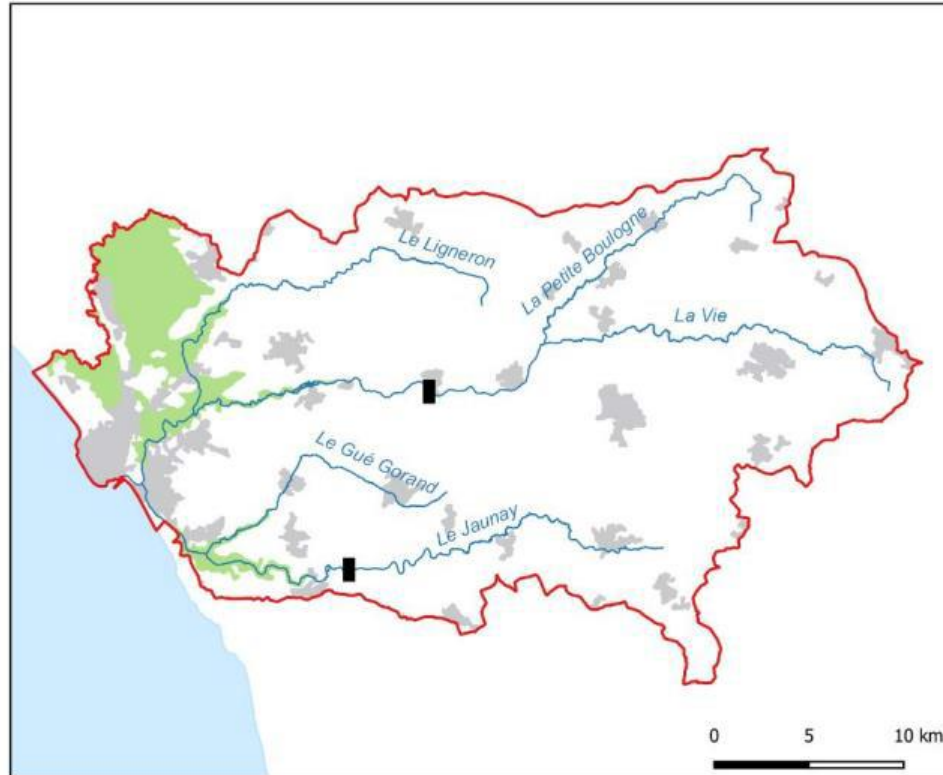 Le Ligneron
La Petite Boulogne
La Vie
Le Gué Gorand
Le Jaunay
0 5 10 km